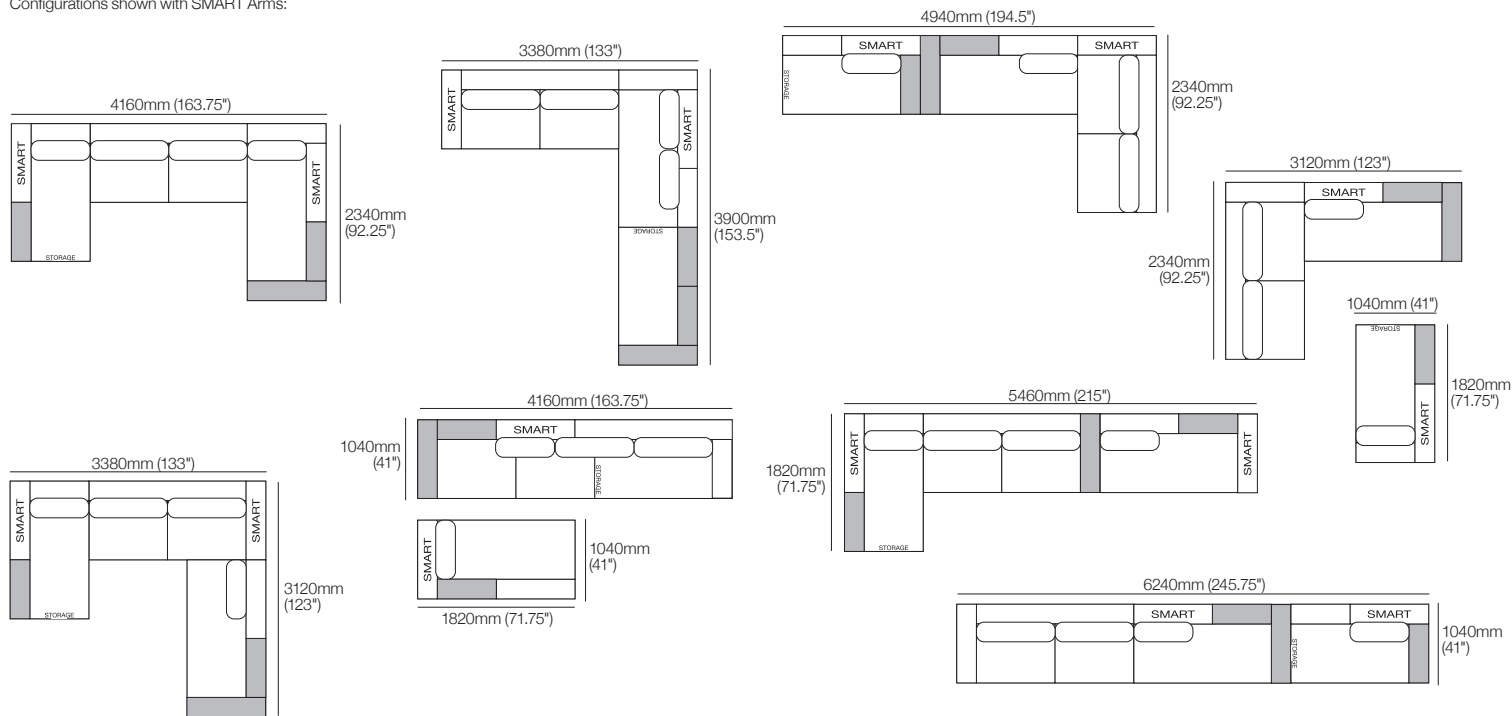 Configurations shown with SMART Arms:
4160mm (163.75")
SMART
SMART
STORAGE
2340mm
(92.25")
3380mm (133")
SMART
SMART
STORAGE
3900mm
(153.5")
4940mm (194.5")
SMART
SMART
STORAGE
2340mm
(92.25")
3120mm (123")
SMART
2340mm
(92.25")
1040mm (41")
STORAGE
SMART
1820mm
(71.75")
3380mm (133")
SMART
SMART
STORAGE
3120mm
(123")
4160mm (163.75")
1040mm
(41")
SMART
STORAGE
SMART
1040mm
(41")
1820mm (71.75")
5460mm (215")
1820mm
(71.75")
SMART
SMART
STORAGE
6240mm (245.75")
SMART
SMART
STORAGE
1040mm
(41")